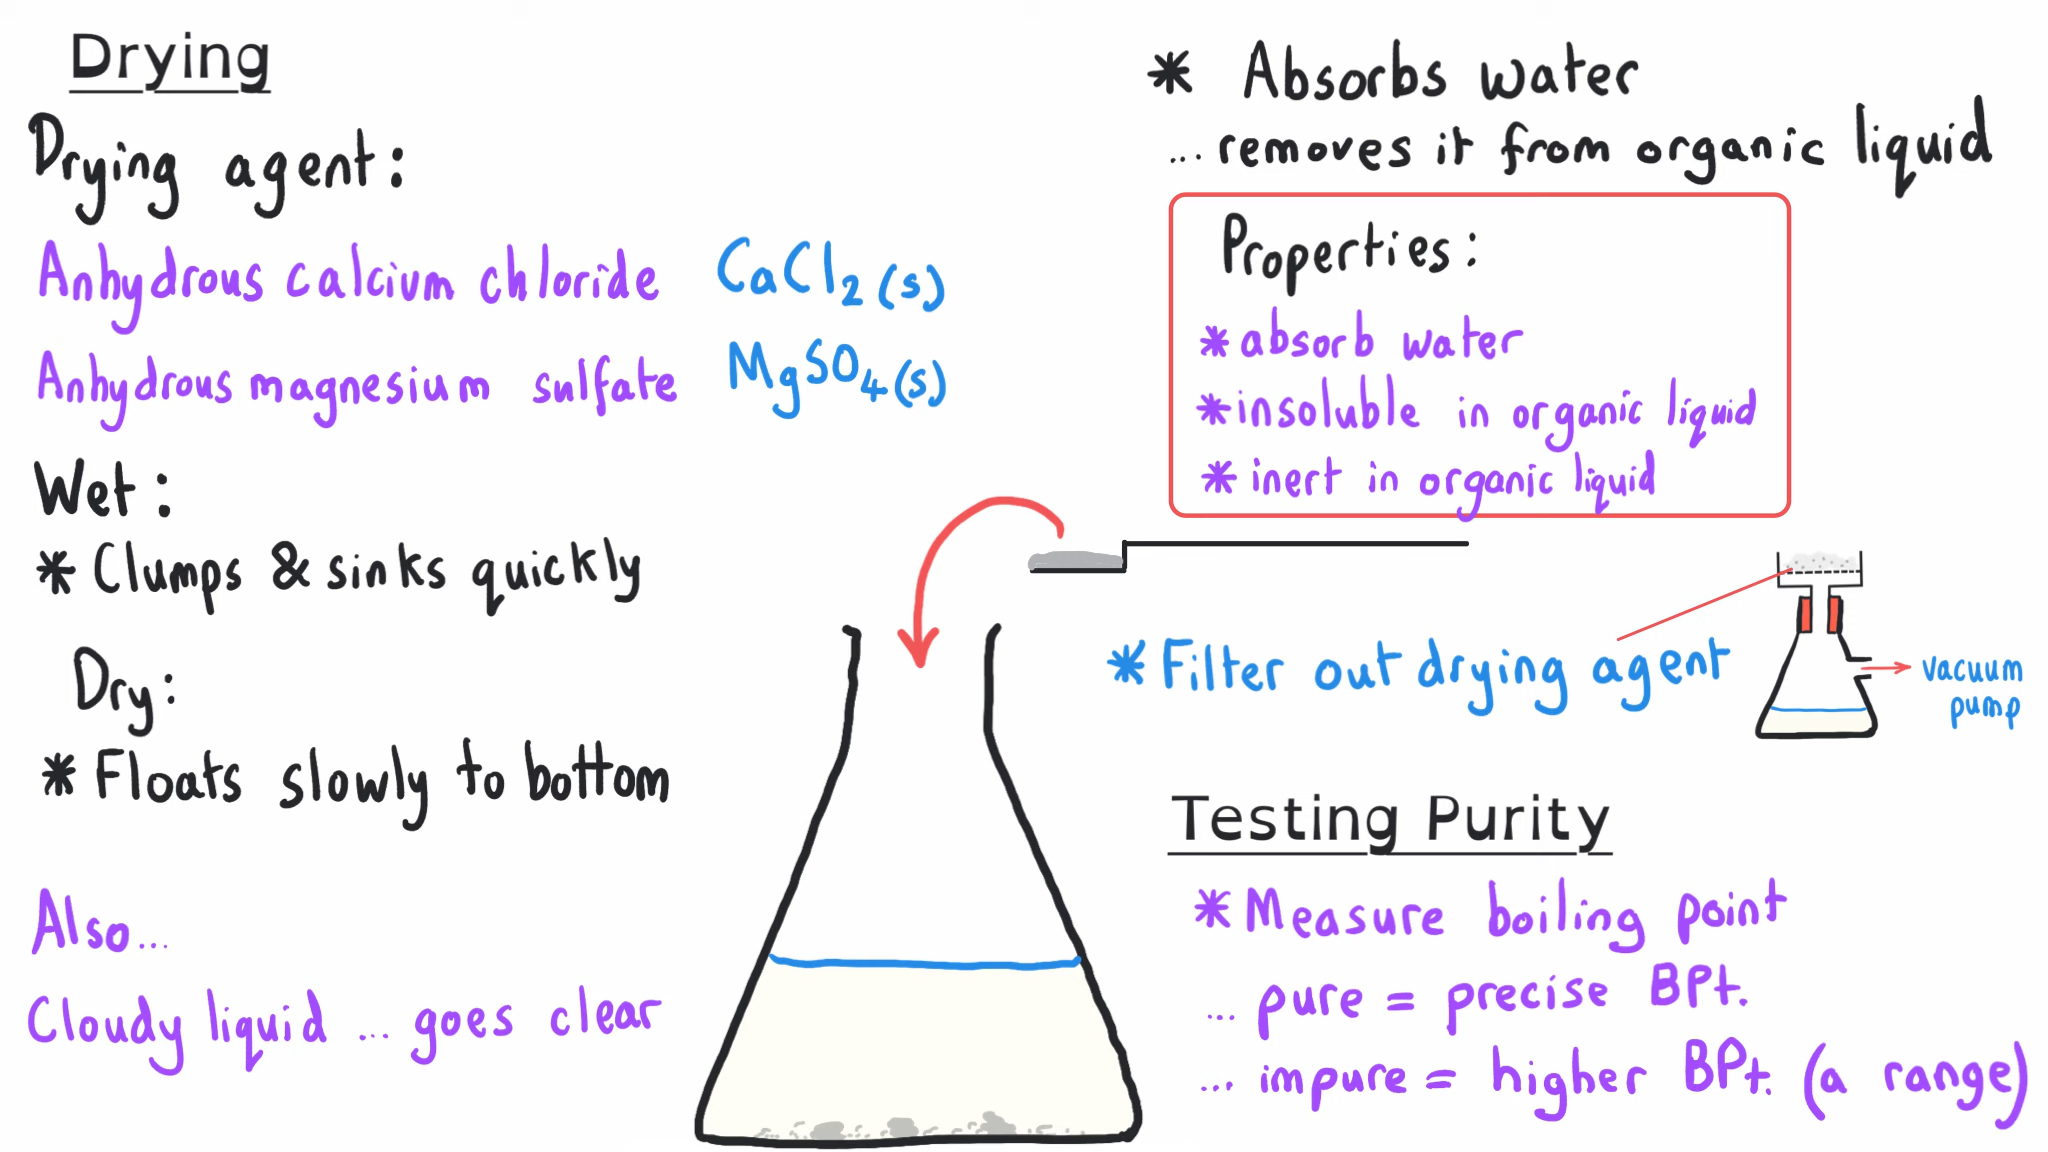 Drying
Drying agent:
Anhydrous calcium chloride CaCl₂(s)
Anhydrous magnesium sulfate MgSO₄(s)
Wet:
* Clumps & sinks quickly
Dry:
* Floats slowly to bottom
Also...
Cloudy liquid ... goes clear
* Absorbs water
... removes it from organic liquid
Properties:
* absorb water
* insoluble in organic liquid
* inert in organic liquid
* Filter out drying agent
vacuum
pump
Testing Purity
* Measure boiling point
... pure = precise BPt.
... impure = higher BPt. (a range)